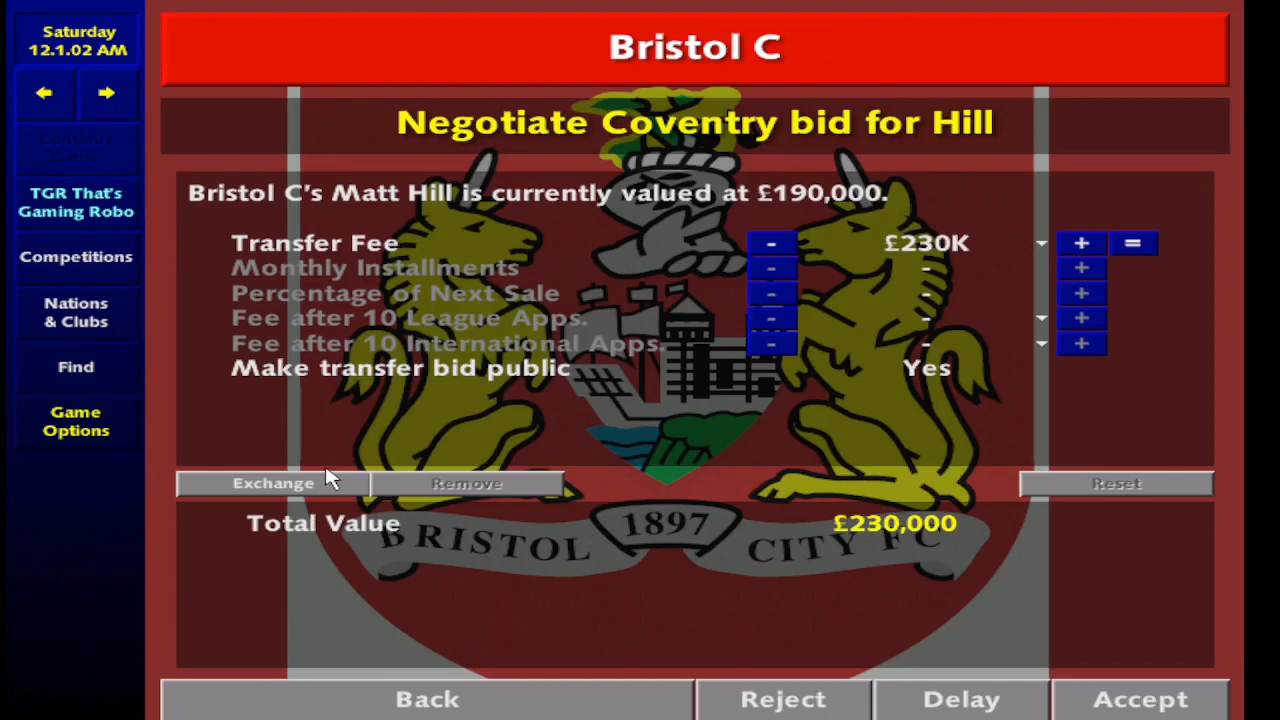 Saturday
12.1.02 AM
Continue
Game
TGR That's
Gaming Robo
Competitions
Nations
& Clubs
Find
Game
Options
Bristol C
Negotiate Coventry bid for Hill
Bristol C's Matt Hill is currently valued at £190,000.
Transfer Fee - £230K + =
Monthly Installments - - +
Percentage of Next Sale - - +
Fee after 10 League Apps. - - +
Fee after 10 International Apps. - - +
Make transfer bid public Yes
Exchange Remove Reset
Total Value £230,000
1897
BRISTOL CITY FC
Back Reject Delay Accept